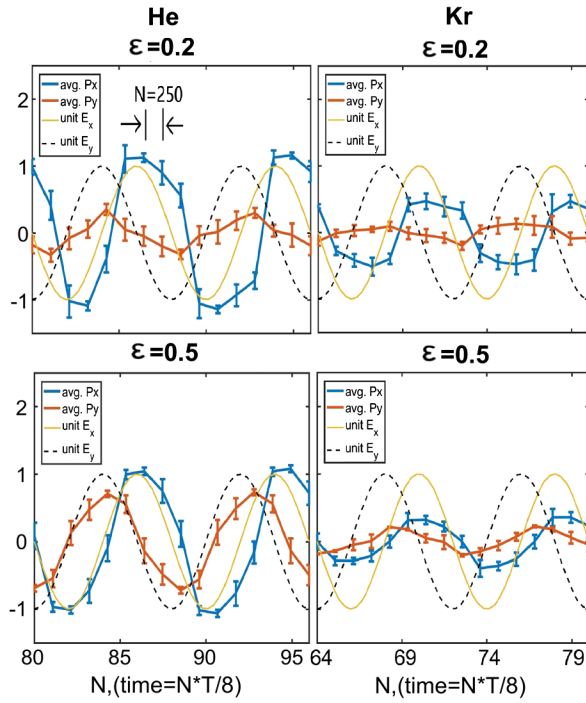 He
Kr
ε=0.2
ε=0.2
avg. Px
avg. Py
unit Ex
unit Ey
N=250
2
1
0
-1
avg. Px
avg. Py
unit Ex
unit Ey
ε=0.5
ε=0.5
avg. Px
avg. Py
unit Ex
unit Ey
2
1
0
-1
80
85
90
95
N,(time=N*T/8)
avg. Px
avg. Py
unit Ex
unit Ey
64
69
74
79
N,(time=N*T/8)